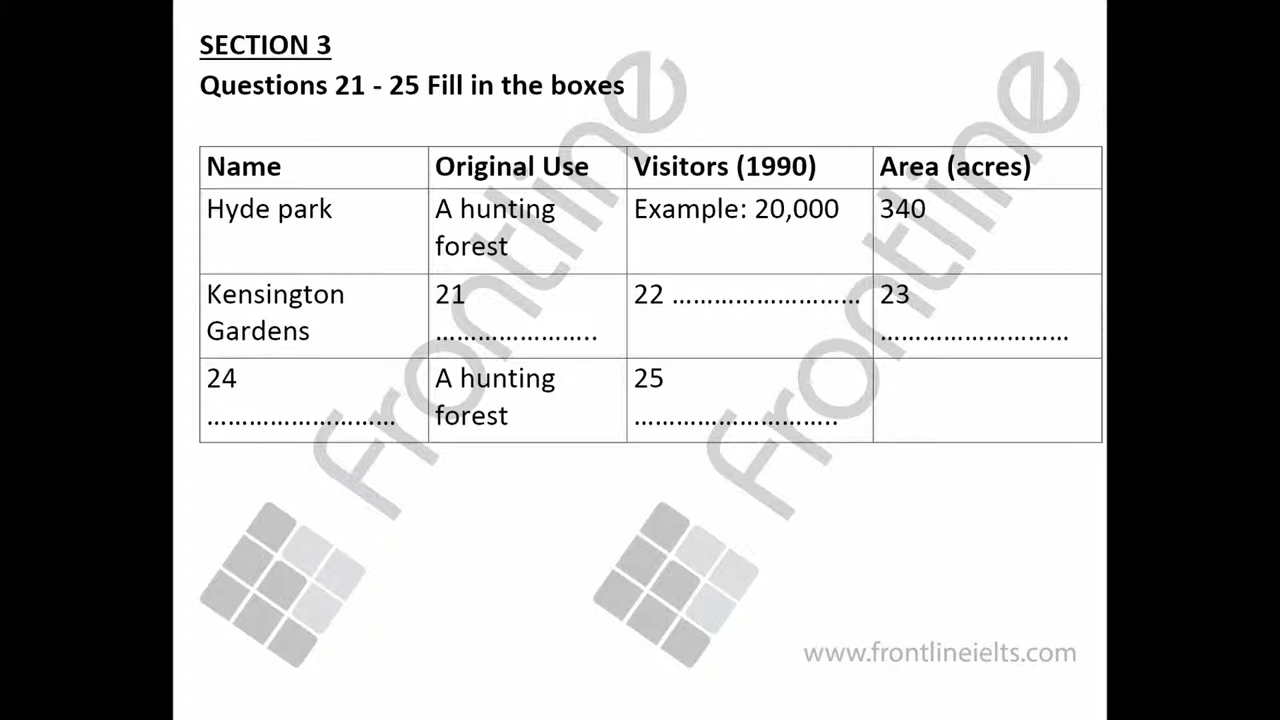 SECTION 3
Questions 21 - 25 Fill in the boxes
Name Original Use Visitors (1990) Area (acres)
Hyde park A hunting forest Example: 20,000 340
Kensington Gardens 21 ………………….. 22 ……………………… 23 ………………………
24 ……………………… A hunting forest 25 ………………………..
frontline
frontline
www.frontlineielts.com